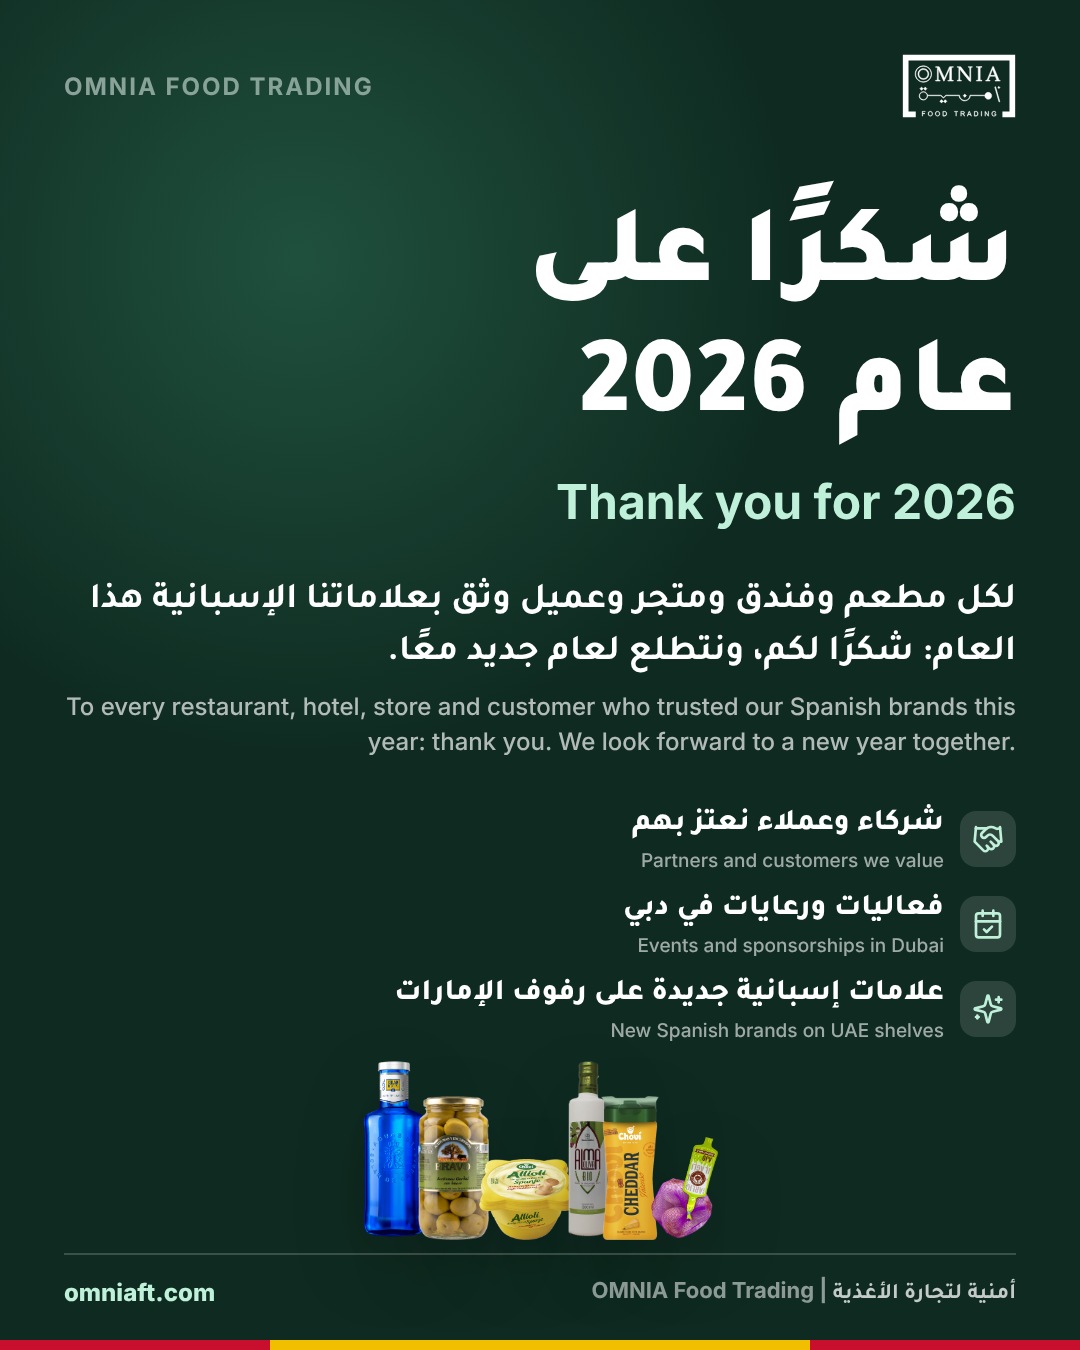 OMNIA FOOD TRADING
OMNIA
أمنية
FOOD TRADING
شكرًا على
عام 2026
Thank you for 2026
لكل مطعم وفندق ومتجر وعميل وثق بعلاماتنا الإسبانية هذا
العام: شكرًا لكم، ونتطلع لعام جديد معًا.
To every restaurant, hotel, store and customer who trusted our Spanish brands this
year: thank you. We look forward to a new year together.
شركاء وعملاء نعتز بهم
Partners and customers we value
فعاليات ورعايات في دبي
Events and sponsorships in Dubai
علامات إسبانية جديدة على رفوف الإمارات
New Spanish brands on UAE shelves
BRAVO
Allioli
Allioli
ALMA
BIO
Chovi
CHEDDAR
omniaft.com
أمنية لتجارة الأغذية | OMNIA Food Trading